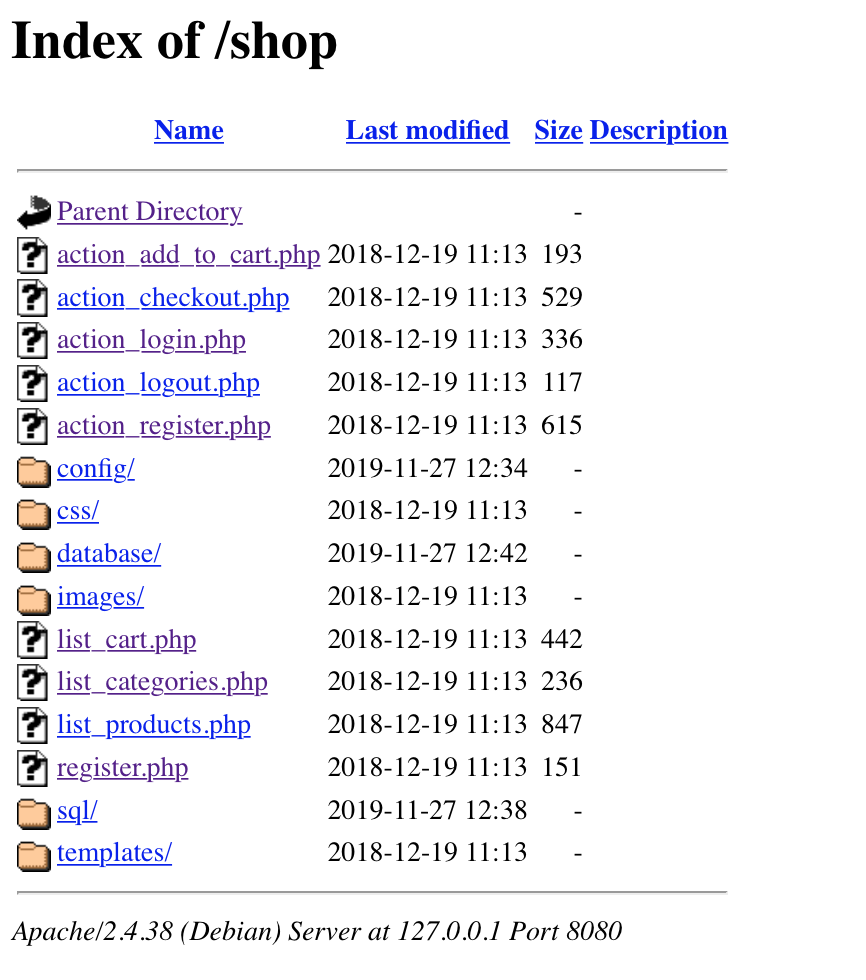 Index of /shop
Name Last modified Size Description
Parent Directory -
action_add_to_cart.php 2018-12-19 11:13 193
action_checkout.php 2018-12-19 11:13 529
action_login.php 2018-12-19 11:13 336
action_logout.php 2018-12-19 11:13 117
action_register.php 2018-12-19 11:13 615
config/ 2019-11-27 12:34 -
css/ 2018-12-19 11:13 -
database/ 2019-11-27 12:42 -
images/ 2018-12-19 11:13 -
list_cart.php 2018-12-19 11:13 442
list_categories.php 2018-12-19 11:13 236
list_products.php 2018-12-19 11:13 847
register.php 2018-12-19 11:13 151
sql/ 2019-11-27 12:38 -
templates/ 2018-12-19 11:13 -
Apache/2.4.38 (Debian) Server at 127.0.0.1 Port 8080